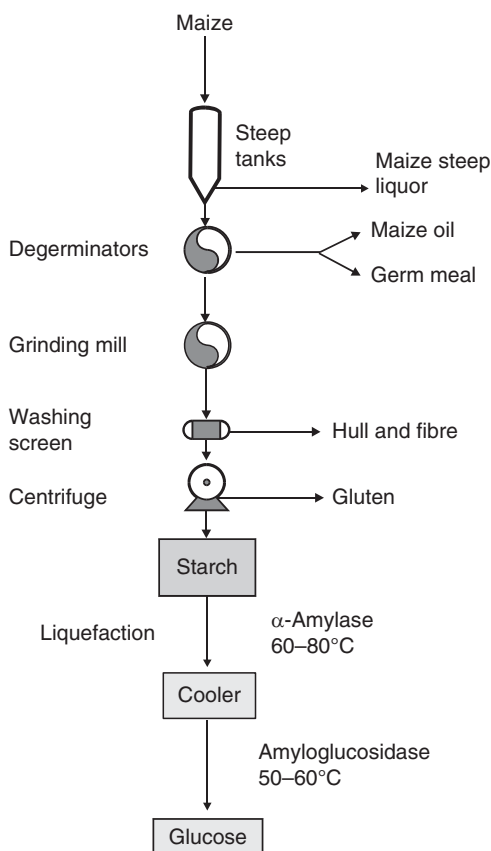 Maize
Steep
tanks
Maize steep
liquor
Degerminators
Maize oil
Germ meal
Grinding mill
Washing
screen
Hull and fibre
Centrifuge
Gluten
Starch
Liquefaction
α-Amylase
60–80°C
Cooler
Amyloglucosidase
50–60°C
Glucose